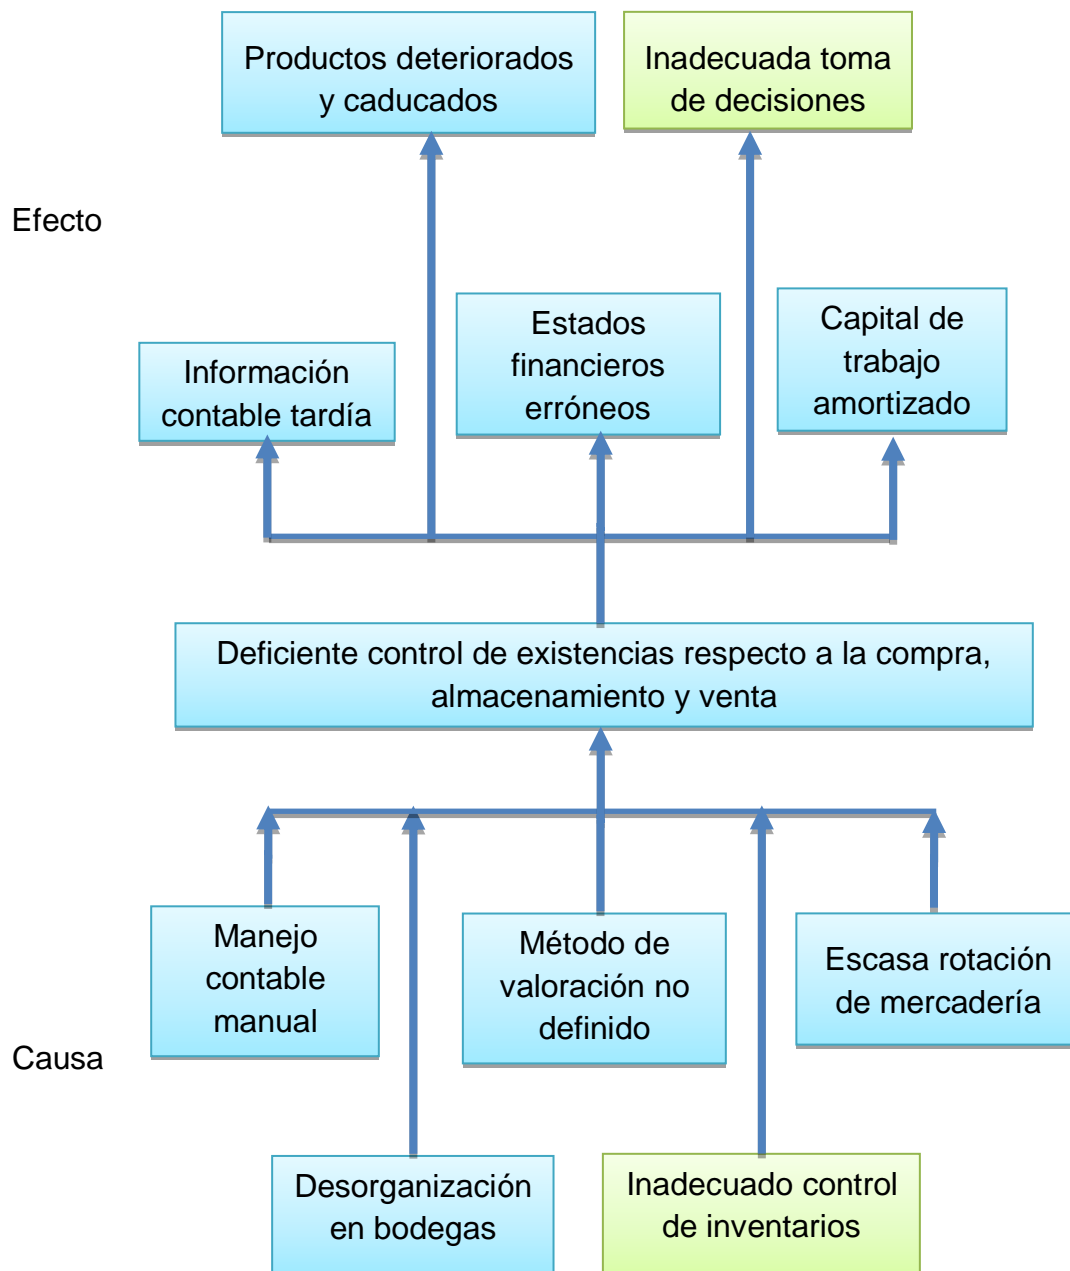 Productos deteriorados
y caducados
Inadecuada toma
de decisiones
Efecto
Información
contable tardía
Estados
financieros
erróneos
Capital de
trabajo
amortizado
Deficiente control de existencias respecto a la compra,
almacenamiento y venta
Manejo
contable
manual
Método de
valoración no
definido
Escasa rotación
de mercadería
Causa
Desorganización
en bodegas
Inadecuado control
de inventarios